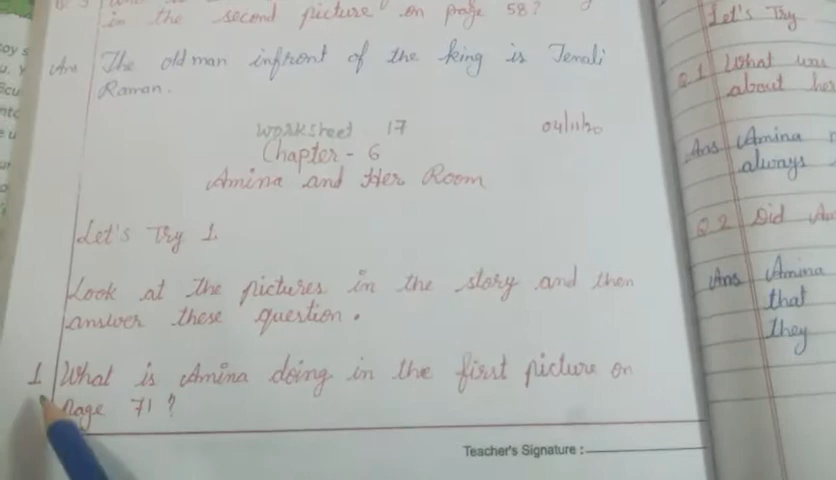 in the second picture on page 58?
Ans The old man infront of the king is Tenali
Raman.
Worksheet 17 04/11/20
Chapter - 6
Amina and Her Room
Let's Try 1
Look at the pictures in the story and then
answer these question.
1 What is Amina doing in the first picture on
Page 71?
Teacher's Signature :
Let's Try
Q.1 What was
about her
Ans Amina
always
Q.2 Did
Ans Amina
that
they